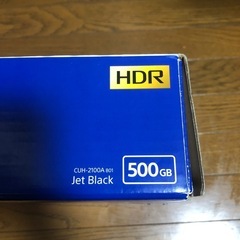 HDR
CUH-2100A B01
Jet Black
500GB